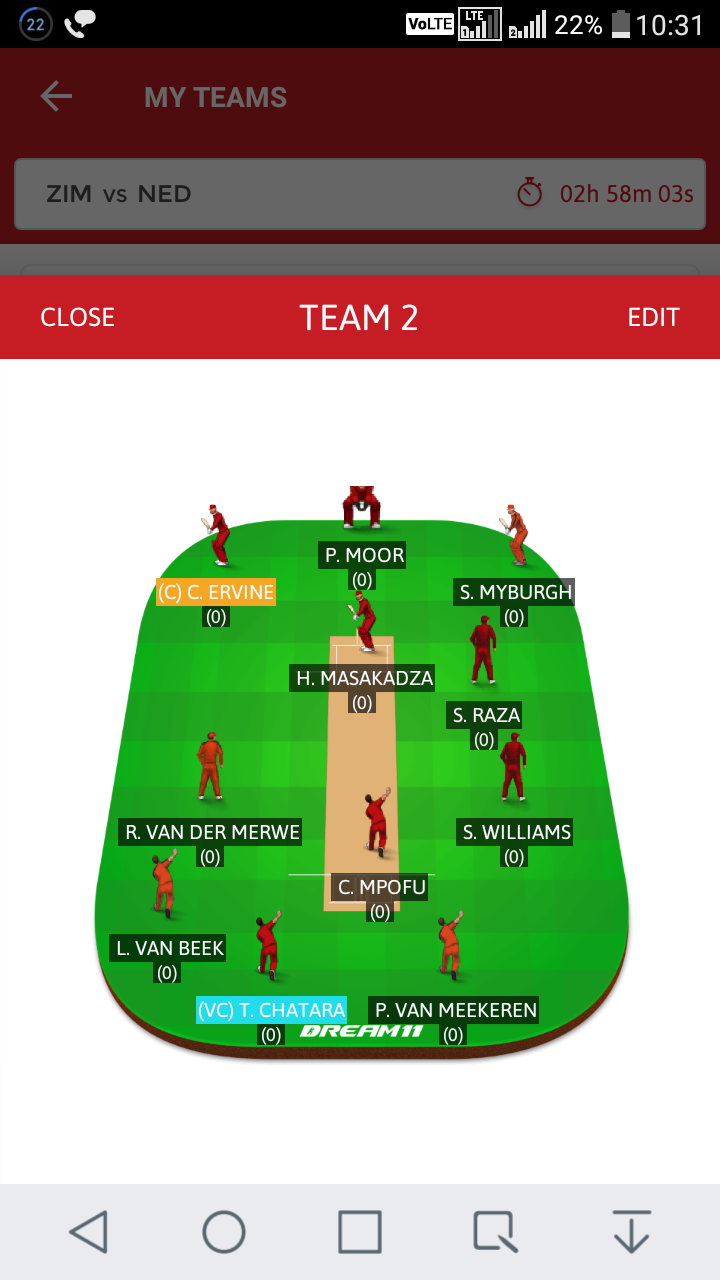 22 VoLTE LTE 1 2 22% 10:31
MY TEAMS
ZIM vs NED 02h 58m 03s
CLOSE TEAM 2 EDIT
P. MOOR
(0)
(C) C. ERVINE
(0)
S. MYBURGH
(0)
H. MASAKADZA
(0)
S. RAZA
(0)
R. VAN DER MERWE
(0)
S. WILLIAMS
(0)
C. MPOFU
(0)
L. VAN BEEK
(0)
(VC) T. CHATARA
(0)
P. VAN MEEKEREN
(0)
DREAM11